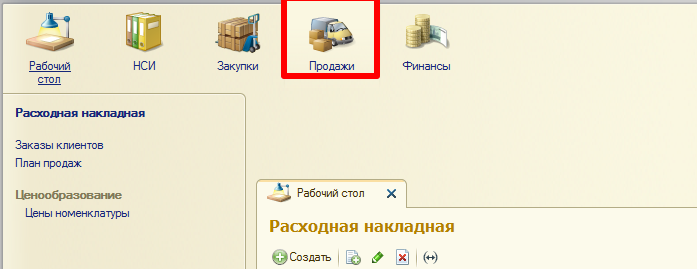 Рабочий стол
НСИ
Закупки
Продажи
Финансы
Расходная накладная
Заказы клиентов
План продаж
Ценообразование
Цены номенклатуры
Рабочий стол
Расходная накладная
Создать